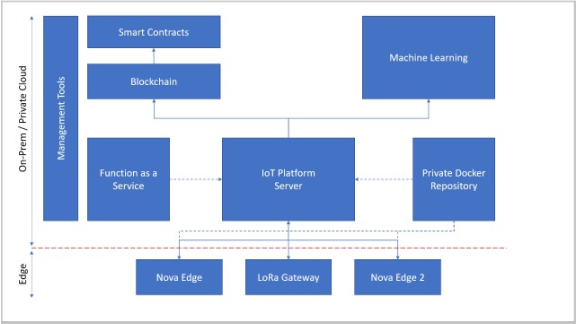 On-Prem / Private Cloud
Management Tools
Smart Contracts
Blockchain
Machine Learning
Function as a
Service
IoT Platform
Server
Private Docker
Repository
Edge
Nova Edge
LoRa Gateway
Nova Edge 2